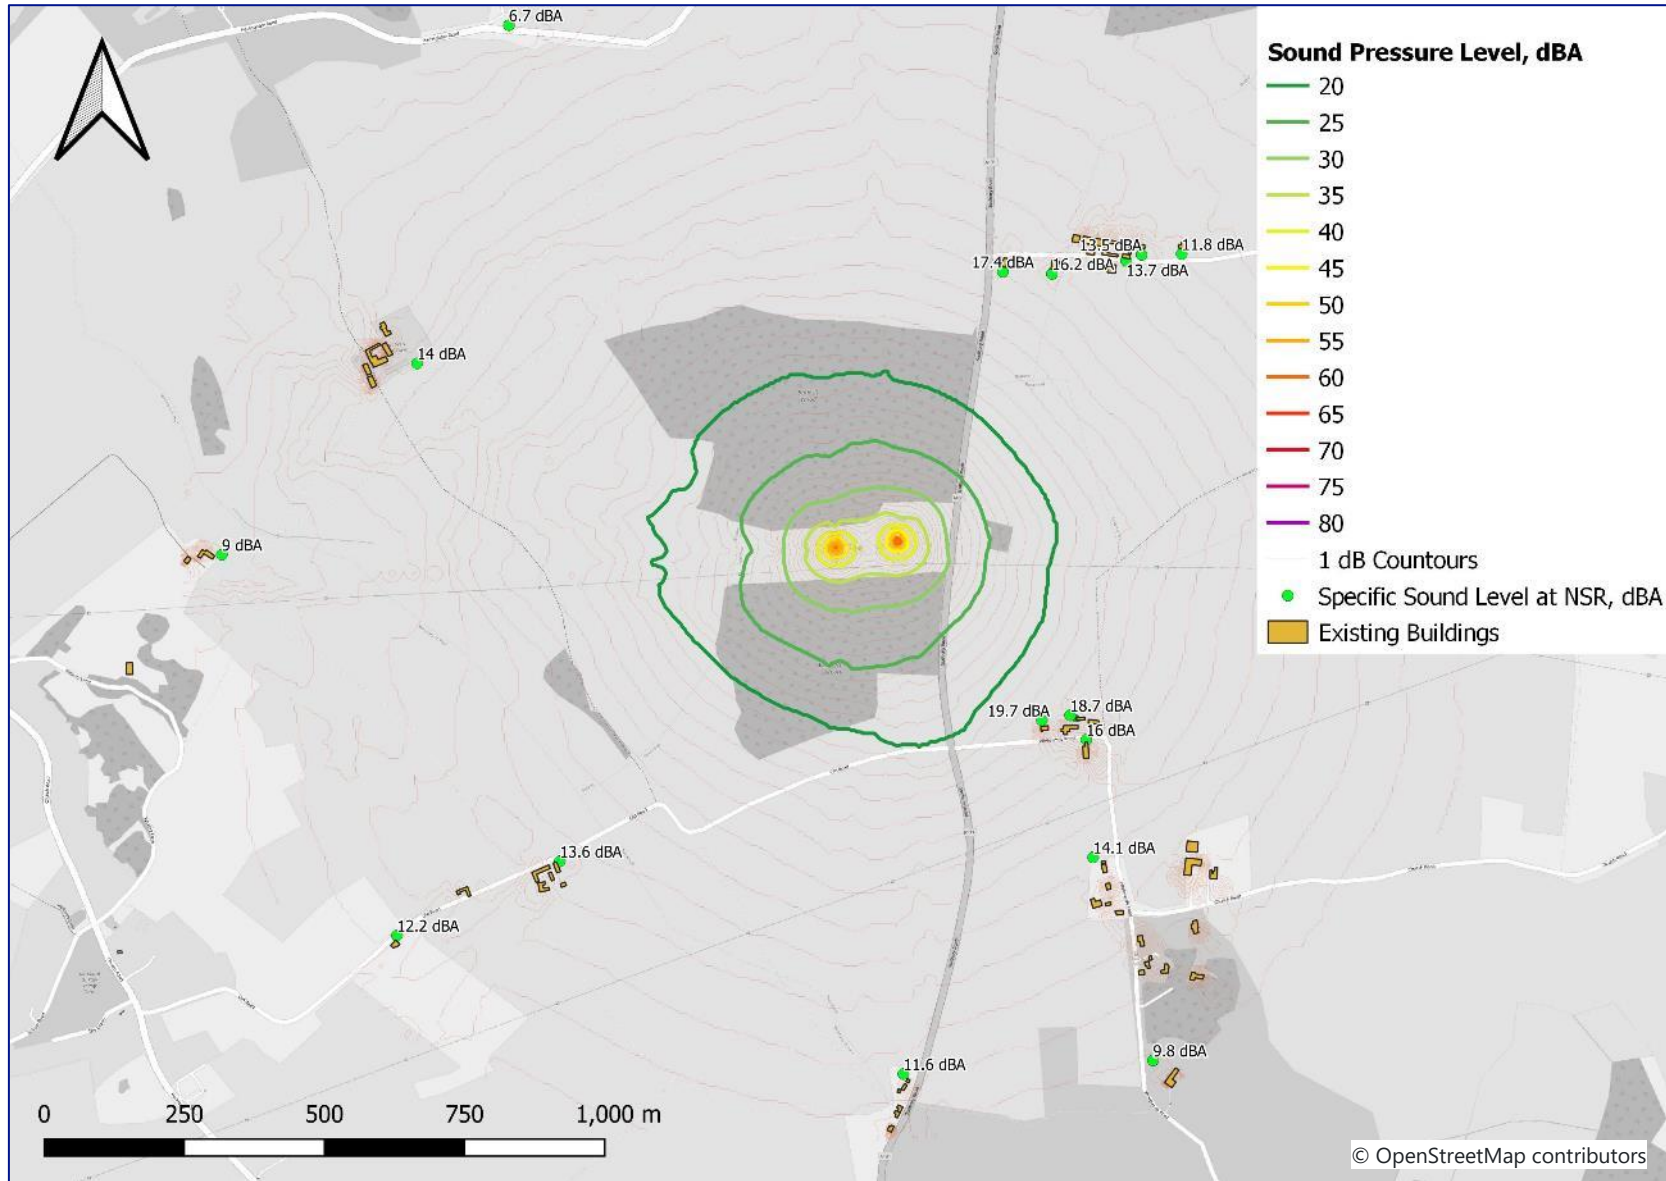 6.7 dBA
Sound Pressure Level, dBA
20
25
30
35
40
45
50
55
60
65
70
75
80
1 dB Countours
Specific Sound Level at NSR, dBA
Existing Buildings
13.5 dBA
11.8 dBA
17.4 dBA
16.2 dBA
13.7 dBA
14 dBA
9 dBA
19.7 dBA
18.7 dBA
16 dBA
13.6 dBA
14.1 dBA
12.2 dBA
11.6 dBA
9.8 dBA
0 250 500 750 1,000 m
© OpenStreetMap contributors